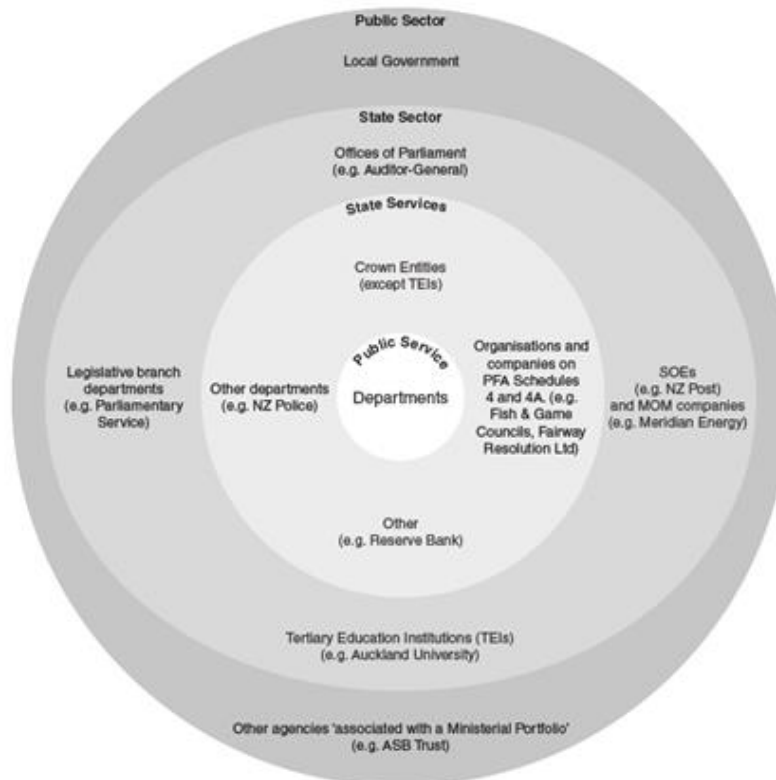 Public Sector
Local Government
State Sector
Offices of Parliament
(e.g. Auditor-General)
State Services
Crown Entities
(except TEIs)
Legislative branch
departments
(e.g. Parliamentary
Service)
Other departments
(e.g. NZ Police)
Public Service
Departments
Organisations and
companies on
PFA Schedules
4 and 4A. (e.g.
Fish & Game
Councils, Fairway
Resolution Ltd)
SOEs
(e.g. NZ Post)
and MOM companies
(e.g. Meridian Energy)
Other
(e.g. Reserve Bank)
Tertiary Education Institutions (TEIs)
(e.g. Auckland University)
Other agencies 'associated with a Ministerial Portfolio'
(e.g. ASB Trust)